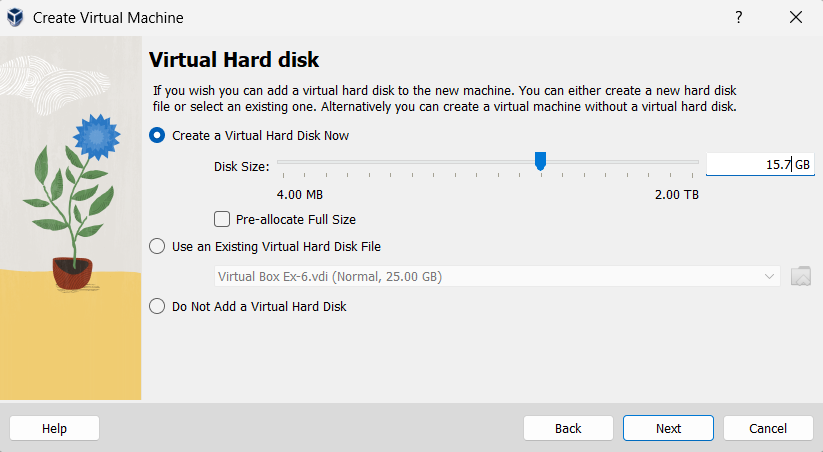 Create Virtual Machine
?
Virtual Hard disk
If you wish you can add a virtual hard disk to the new machine. You can either create a new hard disk
file or select an existing one. Alternatively you can create a virtual machine without a virtual hard disk.
Create a Virtual Hard Disk Now
Disk Size:
15.7 GB
4.00 MB
2.00 TB
Pre-allocate Full Size
Use an Existing Virtual Hard Disk File
Virtual Box Ex-6.vdi (Normal, 25.00 GB)
Do Not Add a Virtual Hard Disk
Help
Back
Next
Cancel